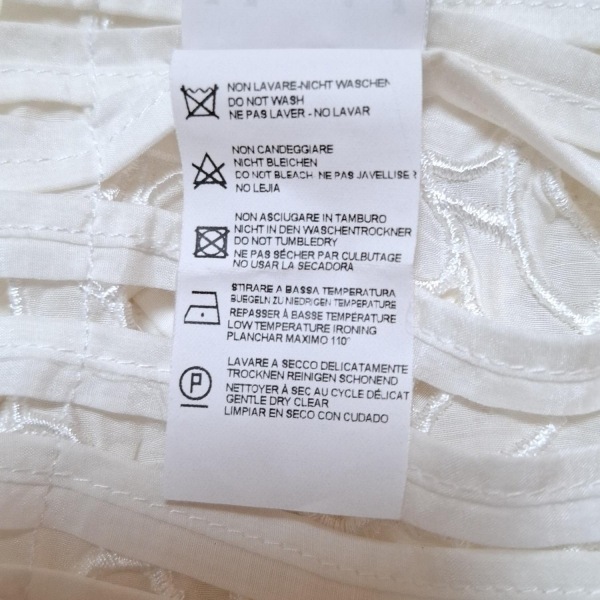 NON LAVARE-NICHT WASCHEN
DO NOT WASH
NE PAS LAVER - NO LAVAR
NON CANDEGGIARE
NICHT BLEICHEN
DO NOT BLEACH NE PAS JAVELLISER
NO LEJIA
NON ASCIUGARE IN TAMBURO
NICHT IN DEN WASCHENTROCKNER
DO NOT TUMBLEDRY
NE PAS SÉCHER PAR CULBUTAGE
NO USAR LA SECADORA
STIRARE A BASSA TEMPERATURA
BUEGELN ZU NIEDRIGEN TEMPERATURE
REPASSER À BASSE TEMPERATURE
LOW TEMPERATURE IRONING
PLANCHAR MAXIMO 110°
LAVARE A SECCO DELICATAMENTE
TROCKNEN REINIGEN SCHONEND
NETTOYER À SEC AU CYCLE DÉLICAT
GENTLE DRY CLEAR
LIMPIAR EN SECO CON CUDADO
P